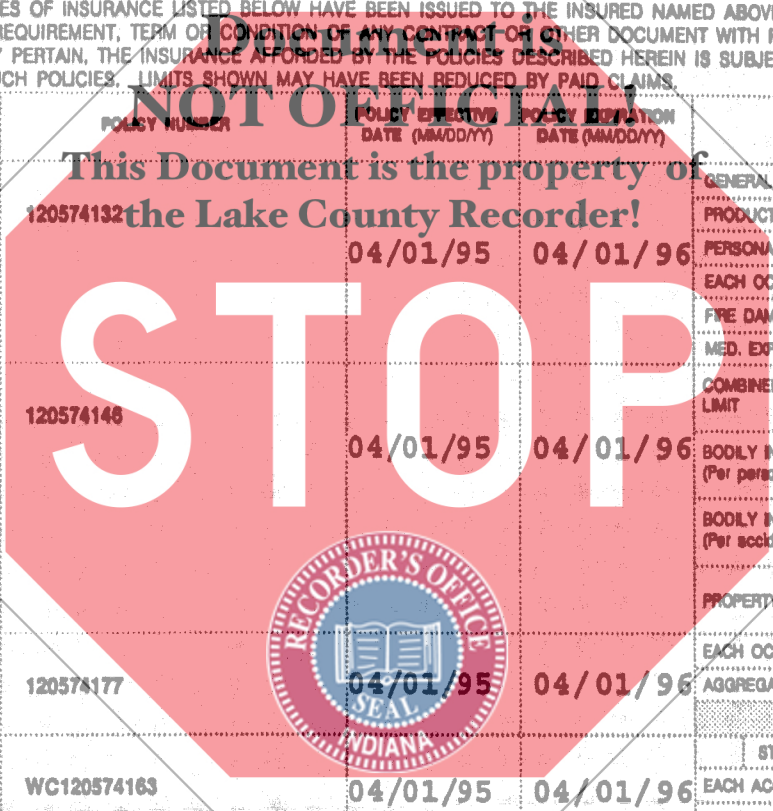 ES OF INSURANCE LISTED BELOW HAVE BEEN ISSUED TO THE INSURED NAMED ABOV
REQUIREMENT, TERM OR CONDITION OF ANY CONTRACT OR OTHER DOCUMENT WITH
PERTAIN, THE INSURANCE AFFORDED BY THE POLICIES DESCRIBED HEREIN IS SUBJE
CH POLICIES. LIMITS SHOWN MAY HAVE BEEN REDUCED BY PAID CLAIMS.
Document is
NOT OFFICIAL!
This Document is the property of
the Lake County Recorder!
STOP
POLICY NUMBER
POLICY EFFECTIVE
DATE (MM/DD/YY)
POLICY EXPIRATION
DATE (MM/DD/YY)
GENERAL
120574132
PRODUCT
04/01/95 04/01/96 PERSONA
EACH OC
FIRE DAM
MED. EXP
COMBINE
LIMIT
120574146
04/01/95 04/01/96 BODILY IN
(Per perso
BODILY IN
(Per accid
RECORDER'S OFFICE
SEAL
INDIANA
PROPERTY
EACH OC
120574177 04/01/95 04/01/96 AGGREGA
ST
WC120574163 04/01/95 04/01/96 EACH AC